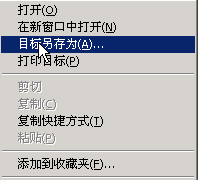 打开(O)
在新窗口中打开(N)
目标另存为(A)...
打印目标(P)
剪切
复制(C)
复制快捷方式(T)
粘贴(P)
添加到收藏夹(F)...